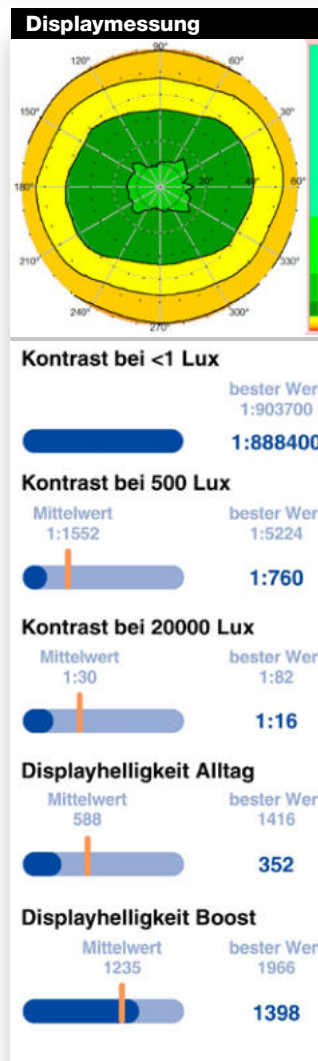 Displaymessung
90°
120° 60°
150° 30°
180° 20° 40° 60°
210° 330°
240° 300°
270°
Kontrast bei <1 Lux
bester Wer
1:903700
1:888400
Kontrast bei 500 Lux
Mittelwert bester Wer
1:1552 1:5224
1:760
Kontrast bei 20000 Lux
Mittelwert bester Wer
1:30 1:82
1:16
Displayhelligkeit Alltag
Mittelwert bester Wer
588 1416
352
Displayhelligkeit Boost
Mittelwert bester Wer
1235 1966
1398